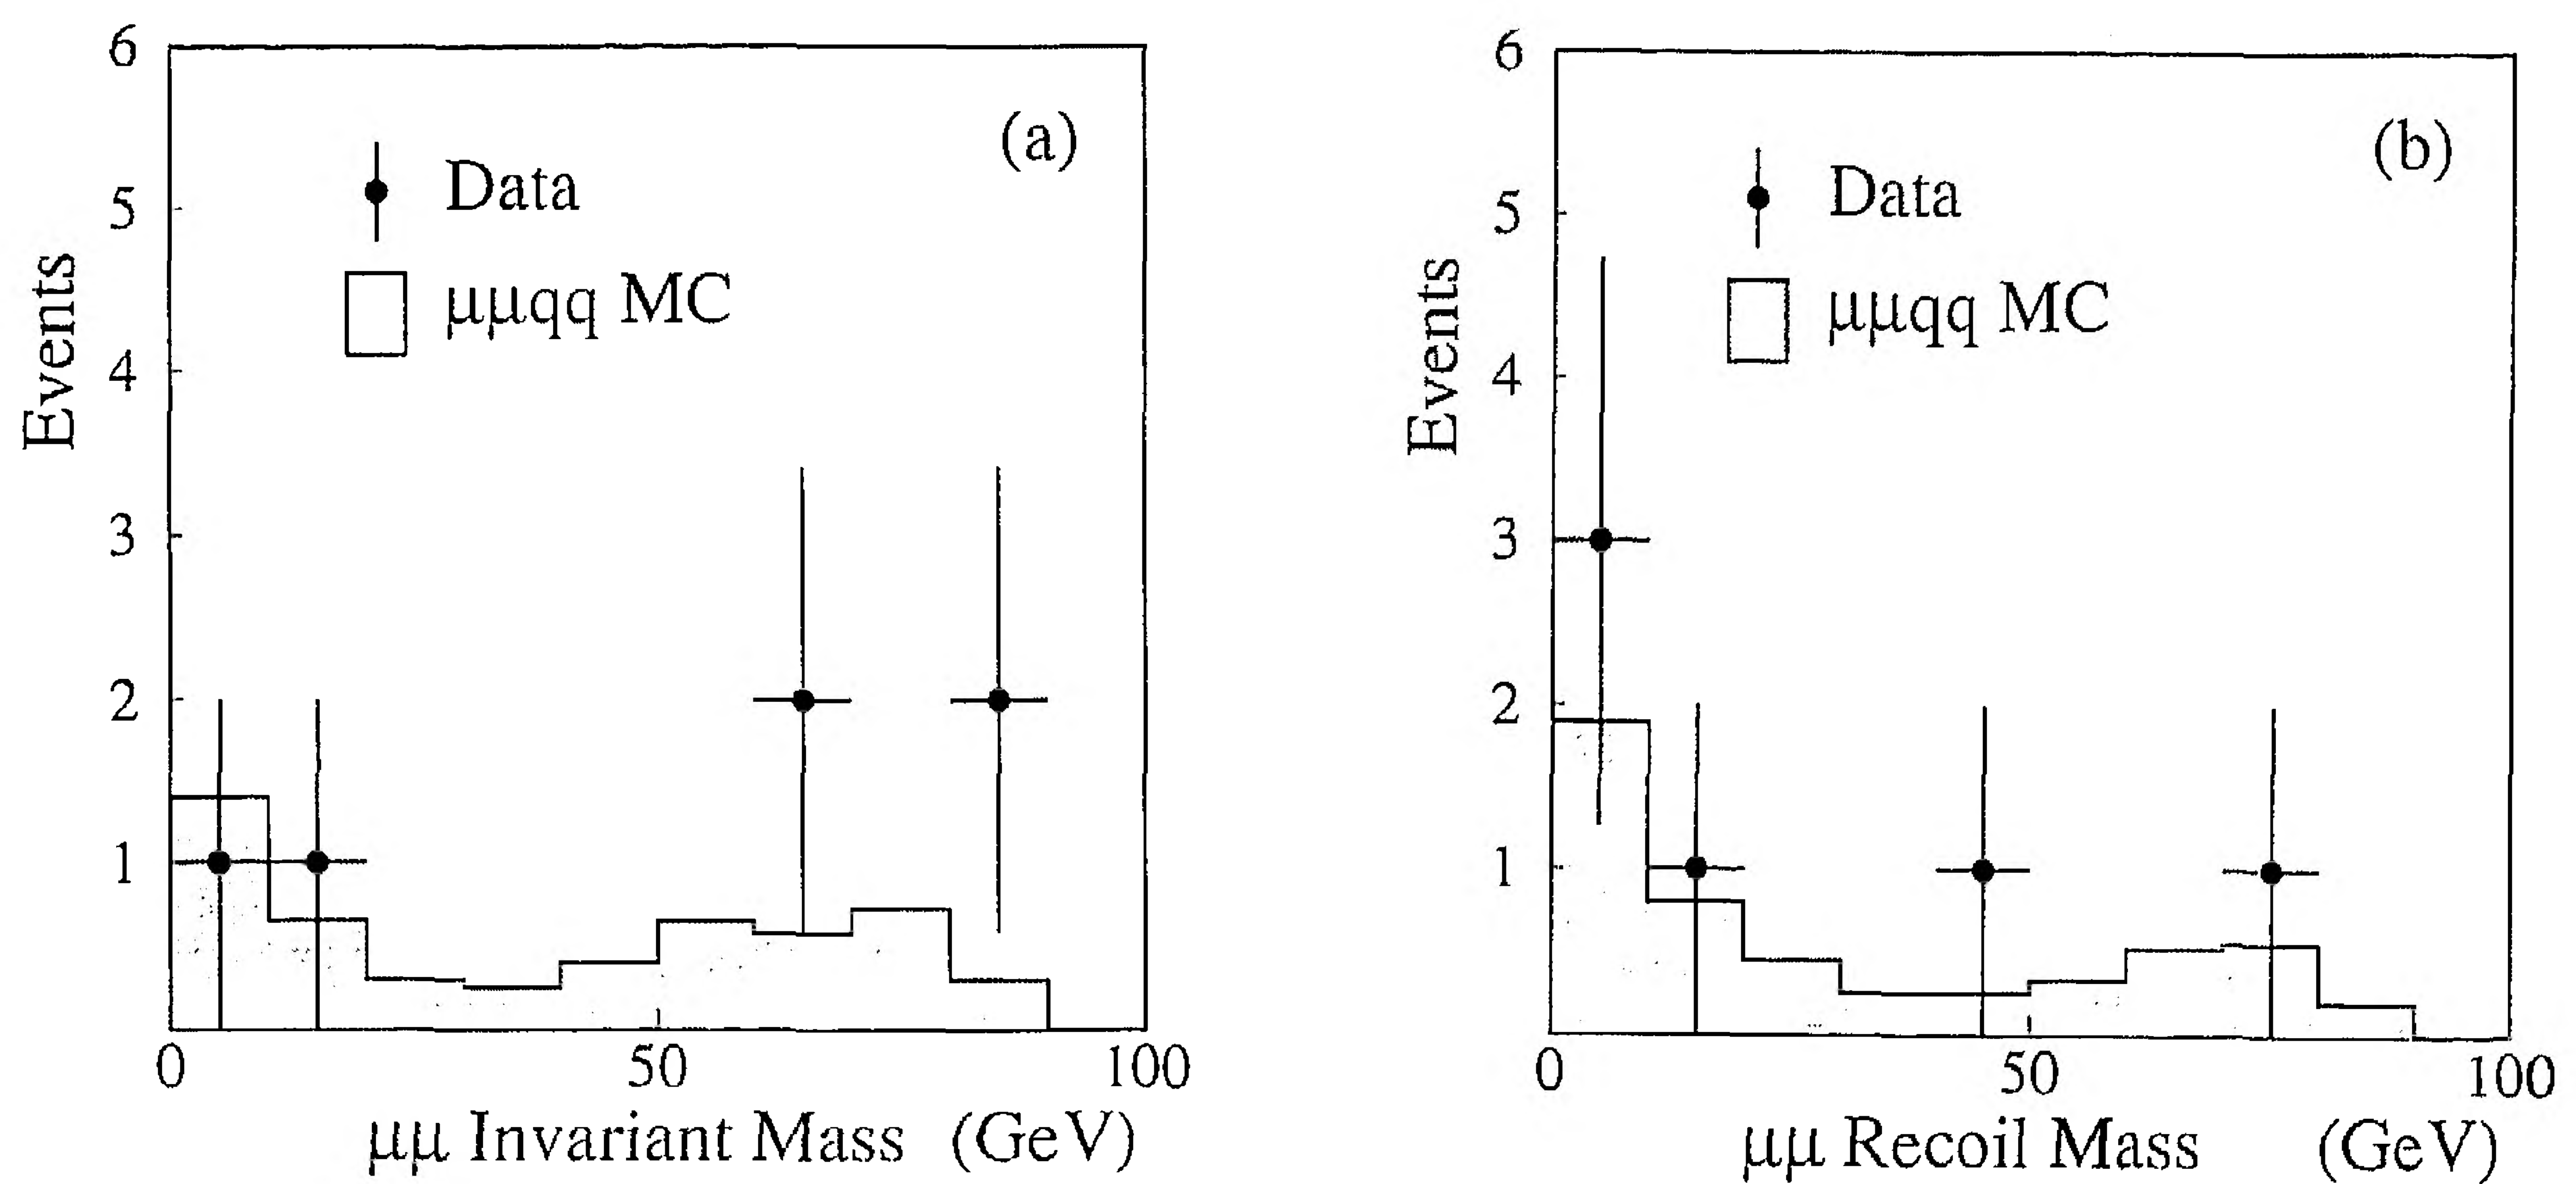 6
5
4
3
2
1
Events
(a)
Data
μμqq MC
0 50 100
μμ Invariant Mass (GeV)
6
5
4
3
2
1
Events
(b)
Data
μμqq MC
0 50 100
μμ Recoil Mass (GeV)